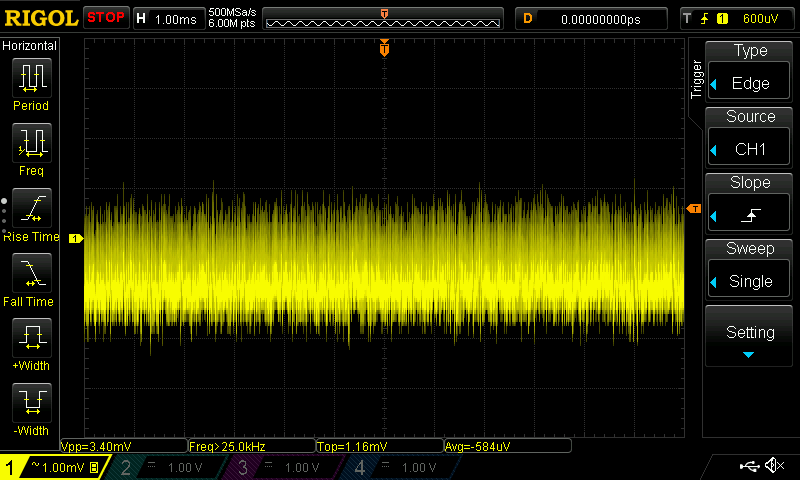 RIGOL STOP H 1.00ms 500MSa/s 6.00M pts T D 0.00000000ps T 1 600uV
Horizontal
Period
Freq
Rise Time
Fall Time
+Width
-Width
T
1
T
Trigger
Type
Edge
Source
CH1
Slope
Sweep
Single
Setting
Vpp=3.40mV Freq>25.0kHz Top=1.16mV Avg=-584uV
1 ~1.00mV B 2 1.00 V 3 1.00 V 4 1.00 V